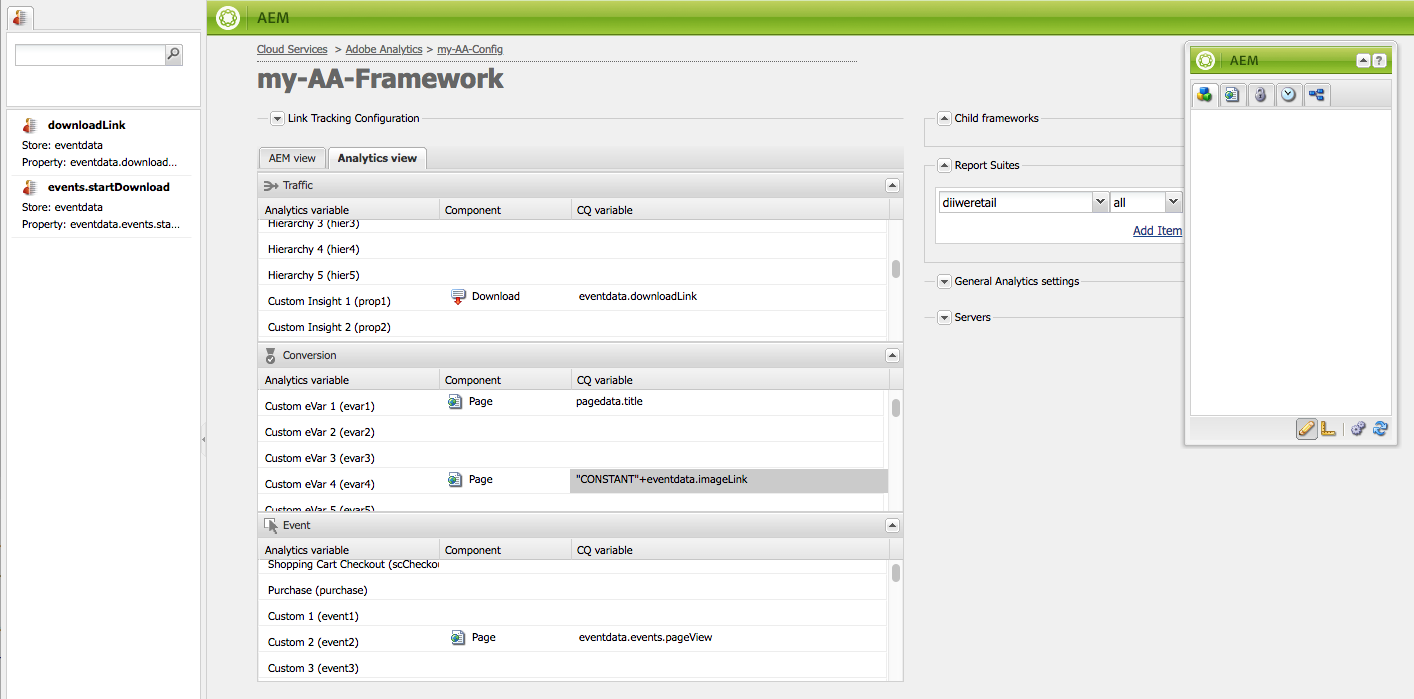 AEM
downloadLink
Store: eventdata
Property: eventdata.download...
events.startDownload
Store: eventdata
Property: eventdata.events.sta...
Cloud Services > Adobe Analytics > my-AA-Config
my-AA-Framework
Link Tracking Configuration
AEM view Analytics view
Traffic
Analytics variable Component CQ variable
Hierarchy 3 (hier3)
Hierarchy 4 (hier4)
Hierarchy 5 (hier5)
Custom Insight 1 (prop1) Download eventdata.downloadLink
Custom Insight 2 (prop2)
Conversion
Analytics variable Component CQ variable
Custom eVar 1 (evar1) Page pagedata.title
Custom eVar 2 (evar2)
Custom eVar 3 (evar3)
Custom eVar 4 (evar4) Page "CONSTANT"+eventdata.imageLink
Custom eVar 5 (evar5)
Event
Analytics variable Component CQ variable
Shopping Cart Checkout (scCheckou
Purchase (purchase)
Custom 1 (event1)
Custom 2 (event2) Page eventdata.events.pageView
Custom 3 (event3)
Child frameworks
Report Suites
diiweretail all
Add Item
General Analytics settings
Servers
AEM ?